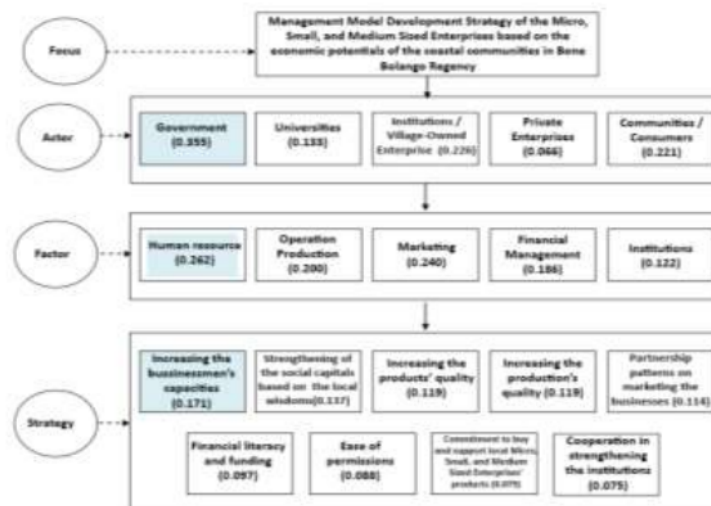 Focus
Management Model Development Strategy of the Micro,
Small, and Medium Sized Enterprises based on the
economic potentials of the coastal communities in Bone
Bolango Regency
Actor
Government
(0.355)
Universities
(0.133)
Institutions /
Village-Owned
Enterprise (0.226)
Private
Enterprises
(0.066)
Communities /
Consumers
(0.221)
Factor
Human resource
(0.262)
Operation
Production
(0.200)
Marketing
(0.240)
Financial
Management
(0.186)
Institutions
(0.122)
Strategy
Increasing the
bussinessmen's
capacities
(0.171)
Strengthening of
the social capitals
based on the local
wisdoms(0.137)
Increasing the
products' quality
(0.119)
Increasing the
production's
quality (0.119)
Partnership
patterns on
marketing the
businesses (0.114)
Financial literacy
and funding
(0.097)
Ease of
permissions
(0.088)
Commitment to buy
and support local Micro,
Small, and Medium
Sized Enterprises'
products (0.079)
Cooperation in
strengthening
the institutions
(0.075)